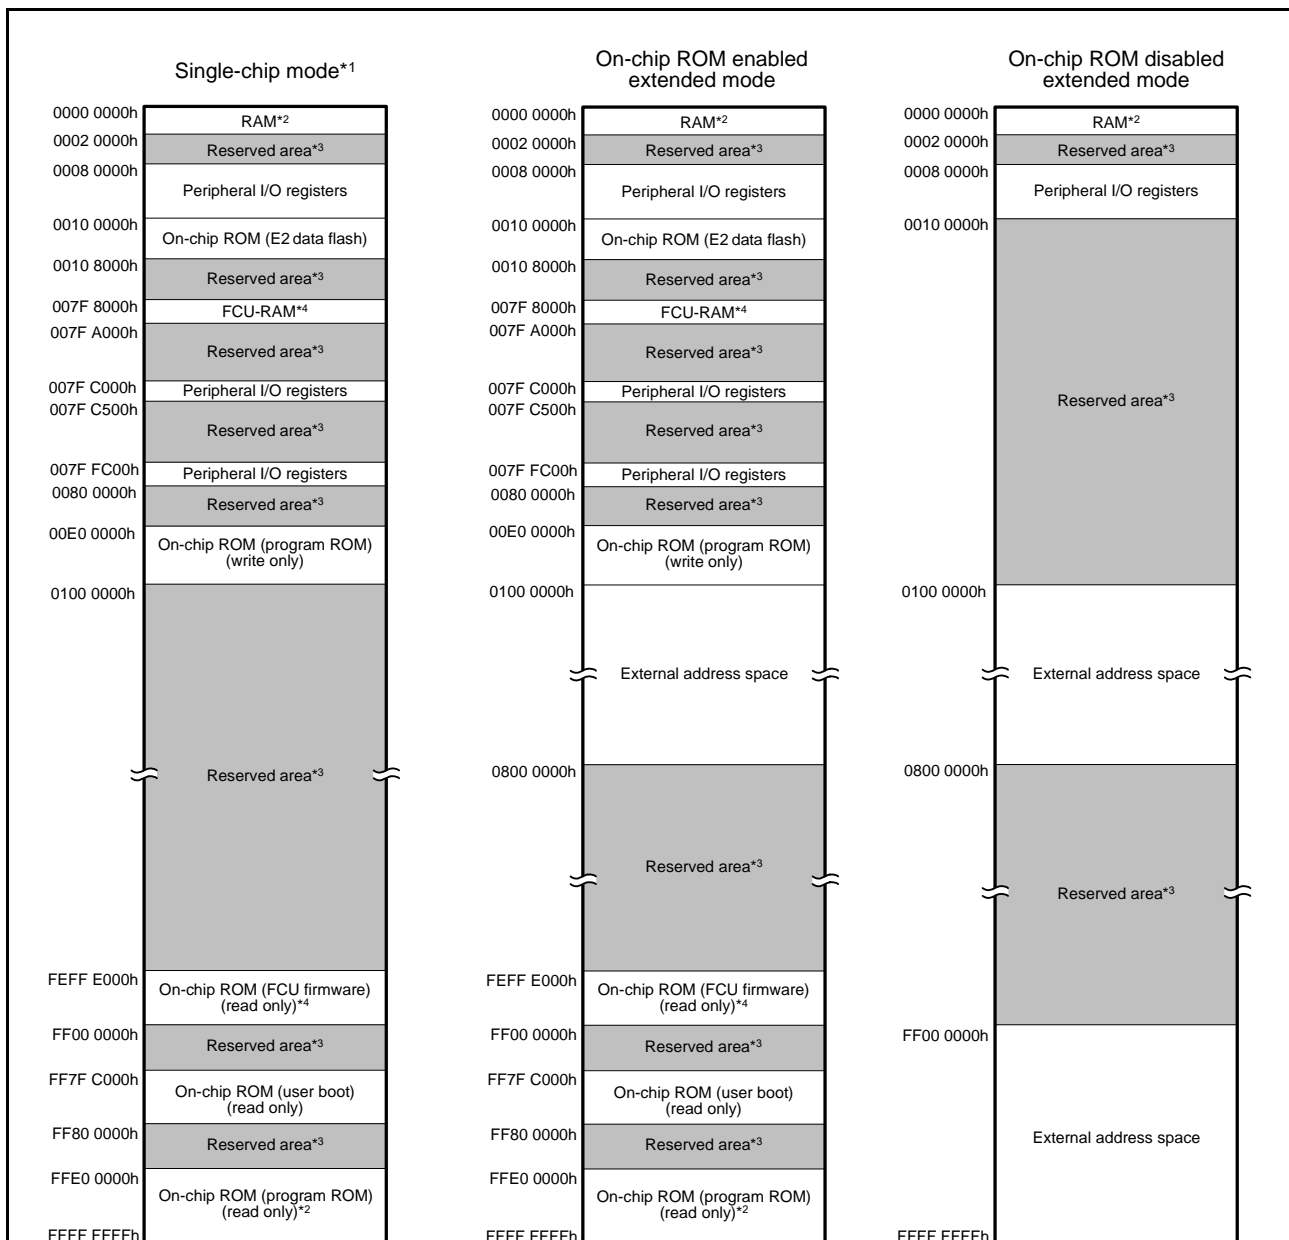 Single-chip mode*1
0000 0000h
RAM*2
0002 0000h
Reserved area*3
0008 0000h
Peripheral I/O registers
0010 0000h
On-chip ROM (E2 data flash)
0010 8000h
Reserved area*3
007F 8000h
FCU-RAM*4
007F A000h
Reserved area*3
007F C000h
Peripheral I/O registers
007F C500h
Reserved area*3
007F FC00h
Peripheral I/O registers
0080 0000h
Reserved area*3
00E0 0000h
On-chip ROM (program ROM)
(write only)
0100 0000h
Reserved area*3
FEFF E000h
On-chip ROM (FCU firmware)
(read only)*4
FF00 0000h
Reserved area*3
FF7F C000h
On-chip ROM (user boot)
(read only)
FF80 0000h
Reserved area*3
FFE0 0000h
On-chip ROM (program ROM)
(read only)*2
FFFF FFFFh
On-chip ROM enabled
extended mode
0000 0000h
RAM*2
0002 0000h
Reserved area*3
0008 0000h
Peripheral I/O registers
0010 0000h
On-chip ROM (E2 data flash)
0010 8000h
Reserved area*3
007F 8000h
FCU-RAM*4
007F A000h
Reserved area*3
007F C000h
Peripheral I/O registers
007F C500h
Reserved area*3
007F FC00h
Peripheral I/O registers
0080 0000h
Reserved area*3
00E0 0000h
On-chip ROM (program ROM)
(write only)
0100 0000h
External address space
0800 0000h
Reserved area*3
FEFF E000h
On-chip ROM (FCU firmware)
(read only)*4
FF00 0000h
Reserved area*3
FF7F C000h
On-chip ROM (user boot)
(read only)
FF80 0000h
Reserved area*3
FFE0 0000h
On-chip ROM (program ROM)
(read only)*2
FFFF FFFFh
On-chip ROM disabled
extended mode
0000 0000h
RAM*2
0002 0000h
Reserved area*3
0008 0000h
Peripheral I/O registers
0010 0000h
Reserved area*3
0100 0000h
External address space
0800 0000h
Reserved area*3
FF00 0000h
External address space
FFFF FFFFh